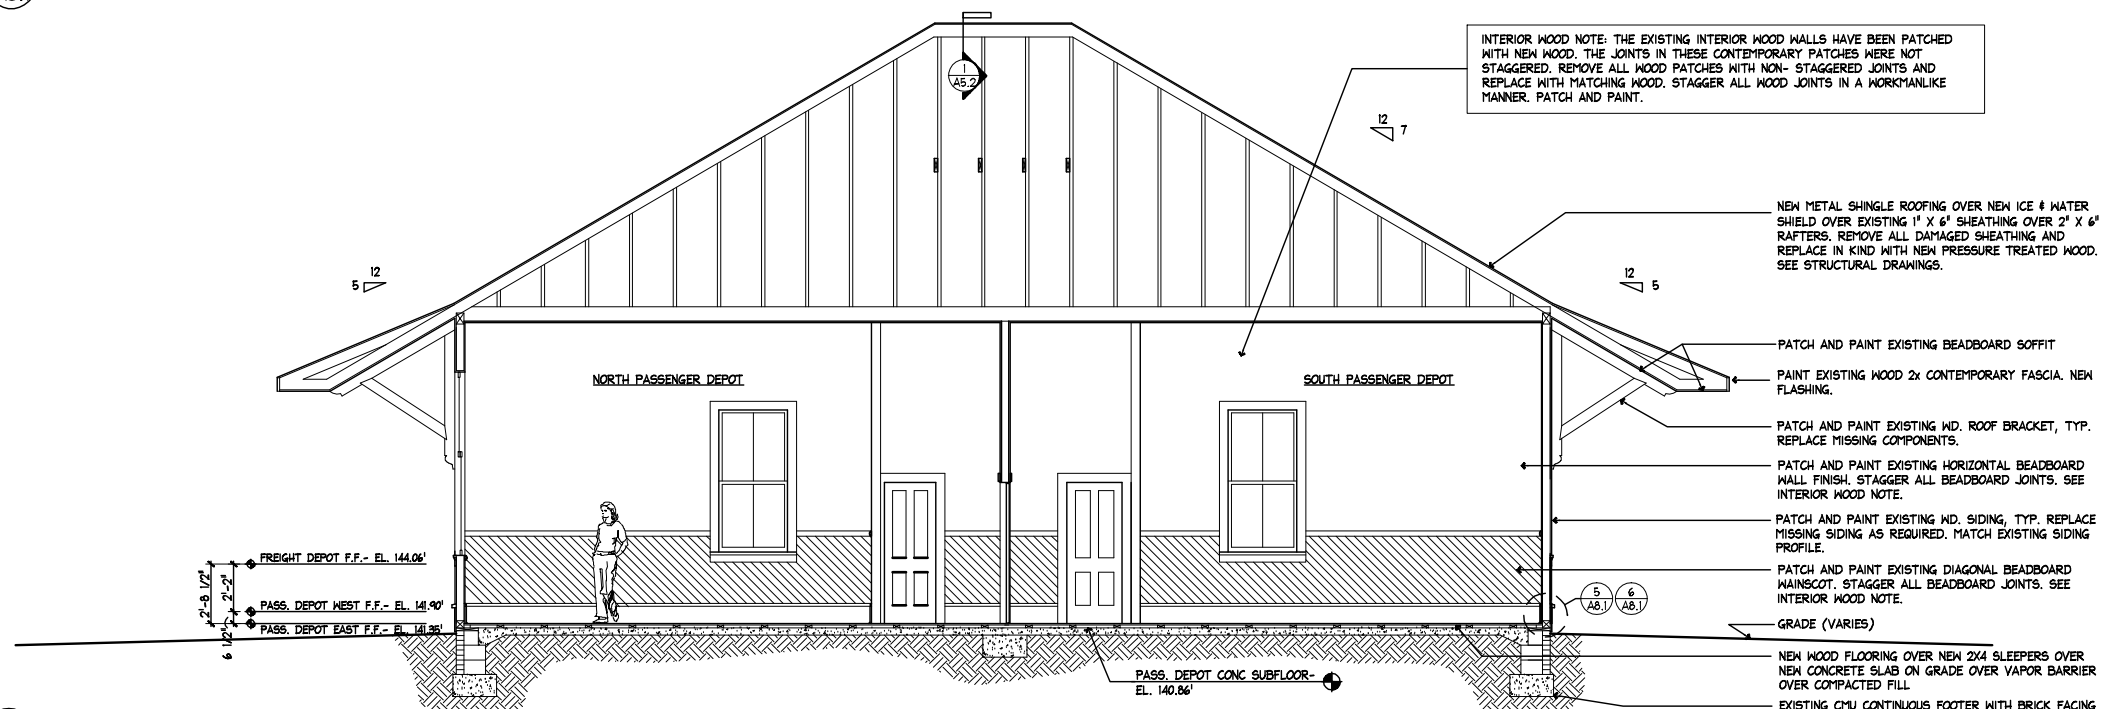 INTERIOR WOOD NOTE: THE EXISTING INTERIOR WOOD WALLS HAVE BEEN PATCHED
WITH NEW WOOD. THE JOINTS IN THESE CONTEMPORARY PATCHES WERE NOT
STAGGERED. REMOVE ALL WOOD PATCHES WITH NON- STAGGERED JOINTS AND
REPLACE WITH MATCHING WOOD. STAGGER ALL WOOD JOINTS IN A WORKMANLIKE
MANNER. PATCH AND PAINT.
1
A5.2
12
7
NEW METAL SHINGLE ROOFING OVER NEW ICE & WATER
SHIELD OVER EXISTING 1" X 6" SHEATHING OVER 2" X 6"
RAFTERS. REMOVE ALL DAMAGED SHEATHING AND
REPLACE IN KIND WITH NEW PRESSURE TREATED WOOD.
SEE STRUCTURAL DRAWINGS.
12
5
12
5
PATCH AND PAINT EXISTING BEADBOARD SOFFIT
NORTH PASSENGER DEPOT
SOUTH PASSENGER DEPOT
PAINT EXISTING WOOD 2x CONTEMPORARY FASCIA. NEW
FLASHING.
PATCH AND PAINT EXISTING WD. ROOF BRACKET, TYP.
REPLACE MISSING COMPONENTS.
PATCH AND PAINT EXISTING HORIZONTAL BEADBOARD
WALL FINISH. STAGGER ALL BEADBOARD JOINTS. SEE
INTERIOR WOOD NOTE.
PATCH AND PAINT EXISTING WD. SIDING, TYP. REPLACE
MISSING SIDING AS REQUIRED. MATCH EXISTING SIDING
PROFILE.
PATCH AND PAINT EXISTING DIAGONAL BEADBOARD
WAINSCOT. STAGGER ALL BEADBOARD JOINTS. SEE
INTERIOR WOOD NOTE.
FREIGHT DEPOT F.F.- EL. 144.06'
2'-8 1/2"
2'-2"
PASS. DEPOT WEST F.F.- EL. 141.90'
PASS. DEPOT EAST F.F.- EL. 141.35'
6 1/2"
5
A8.1
6
A8.1
GRADE (VARIES)
NEW WOOD FLOORING OVER NEW 2X4 SLEEPERS OVER
NEW CONCRETE SLAB ON GRADE OVER VAPOR BARRIER
OVER COMPACTED FILL
PASS. DEPOT CONC SUBFLOOR-
EL. 140.86'
EXISTING CMU CONTINUOUS FOOTER WITH BRICK FACING